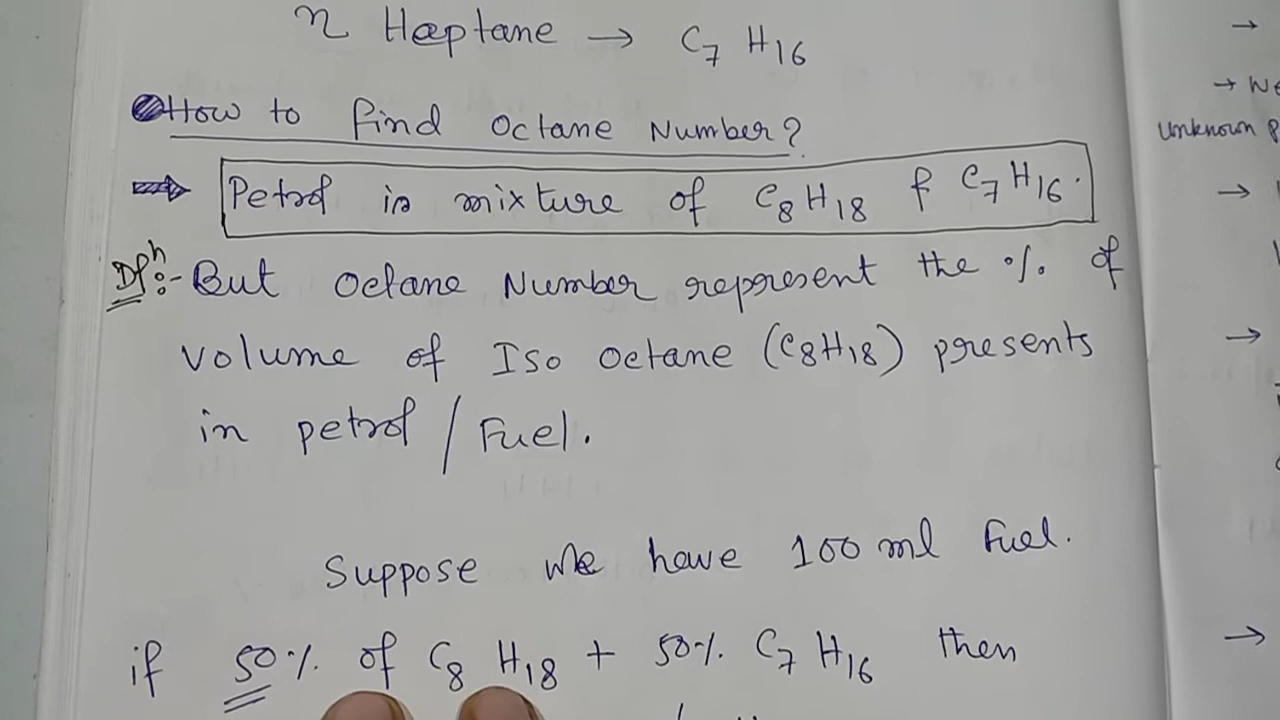 n Heptane → C7 H16
How to find Octane Number?
⇒ Petrol is mixture of C8H18 & C7H16.
Dfn:- But Octane Number represent the % of
volume of Iso Octane (C8H18) presents
in petrol / Fuel.
Suppose We have 100 ml Fuel.
if 50% of C8 H18 + 50% C7 H16 then
→
→ We
Unknown P
→
→
→